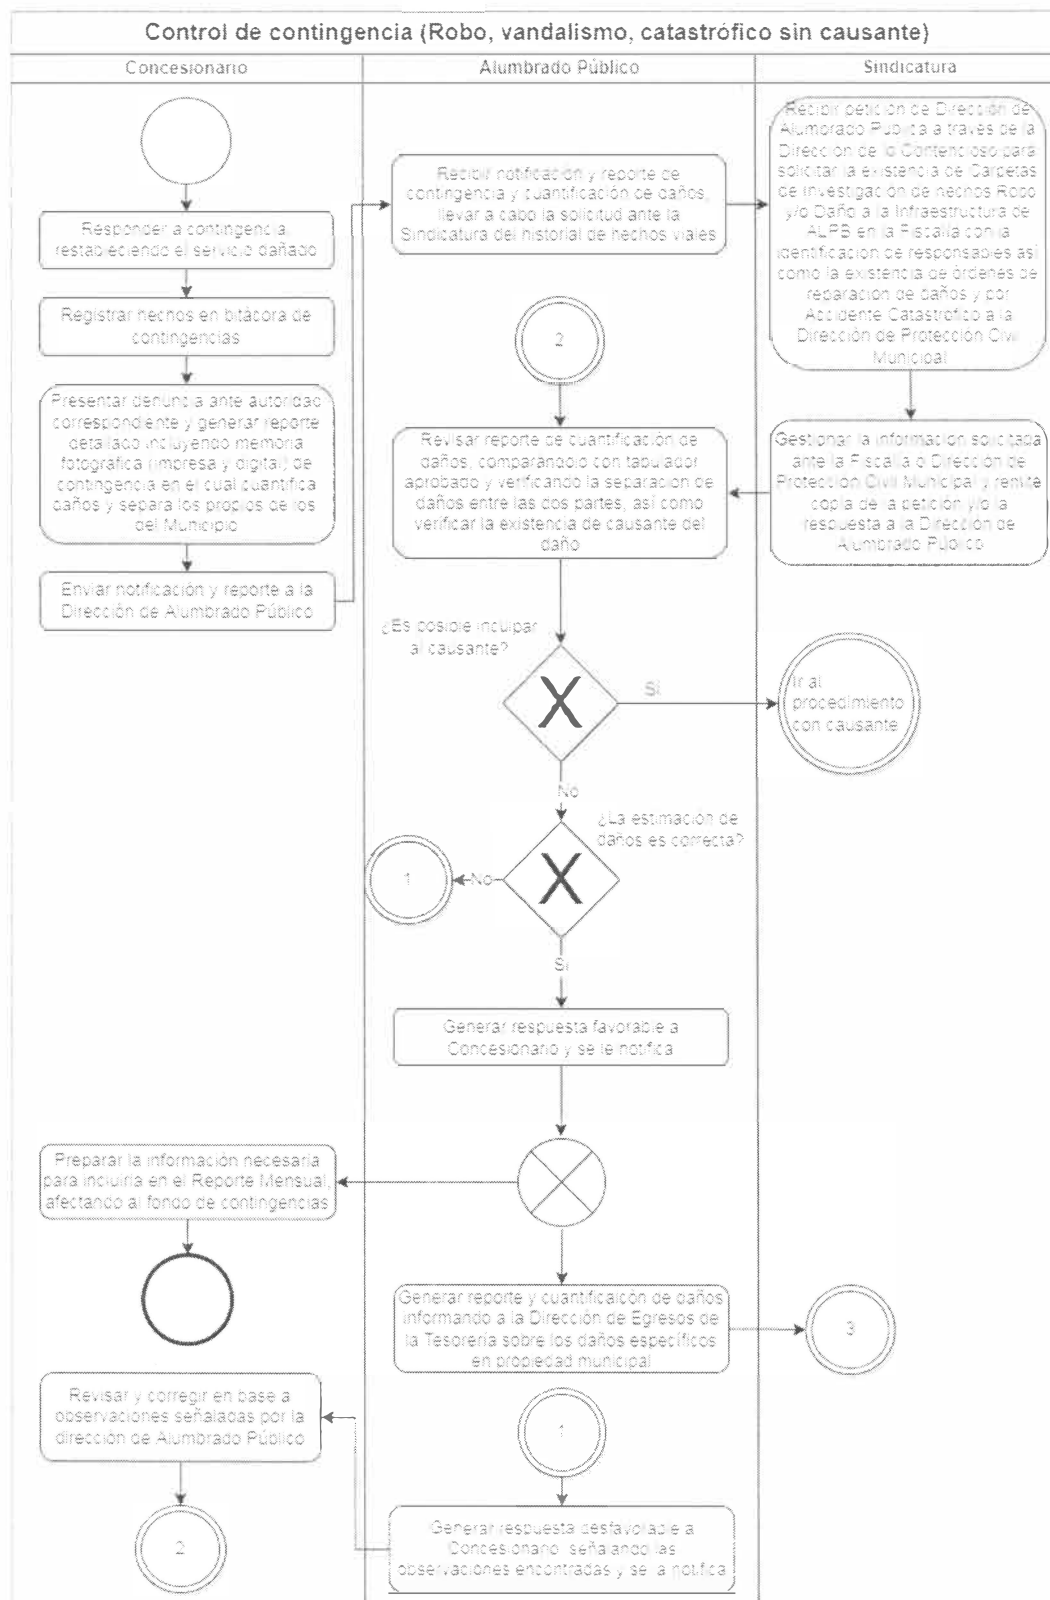 Control de contingencia (Robo, vandalismo, catastrófico sin causante)
Concesionario
Alumbrado Público
Sindicatura
Responder a contingencia
restableciendo el servicio dañado
Registrar hechos en bitácora de
contingencias
Presentar denuncia ante autoridad
correspondiente y generar reporte
detallado incluyendo memoria
fotográfica (impresa y digital) de
contingencia en el cual cuantifica
daños y separa los propios de los
del Municipio
Enviar notificación y reporte a la
Dirección de Alumbrado Público
Recibir notificación y reporte de
contingencia y cuantificación de daños,
llevar a cabo la solicitud ante la
Sindicatura del historial de hechos viales
Recibir petición de Dirección de
Alumbrado Pública a través de la
Dirección de lo Contencioso para
solicitar la existencia de Carpetas
de Investigación de hechos Robo
y/o Daño a la Infraestructura de
ALPB en la Fiscalía con la
identificación de responsables así
como la existencia de órdenes de
reparación de daños y por
Accidente Catastrófico a la
Dirección de Protección Civil
Municipal
Gestionar la información solicitada
ante la Fiscalía o Dirección de
Protección Civil Municipal y remite
copia de la petición y/o la
respuesta a la Dirección de
Alumbrado Público
2
Revisar reporte de cuantificación de
daños, comparándolo con tabulador
aprobado y verificando la separación de
daños entre las dos partes, así como
verificar la existencia de causante del
daño
¿Es posible inculpar
al causante?
X
Sí
Ir al
procedimiento
con causante
No
¿La estimación de
daños es correcta?
X
No
1
Sí
Generar respuesta favorable a
Concesionario y se le notifica
Preparar la información necesaria
para incluirla en el Reporte Mensual,
afectando al fondo de contingencias
Generar reporte y cuantificaicón de daños
informando a la Dirección de Egresos de
la Tesorería sobre los daños específicos
en propiedad municipal
3
Revisar y corregir en base a
observaciones señaladas por la
dirección de Alumbrado Público
2
1
Generar respuesta desfavorable a
Concesionario señalando las
observaciones encontradas y se la notifica